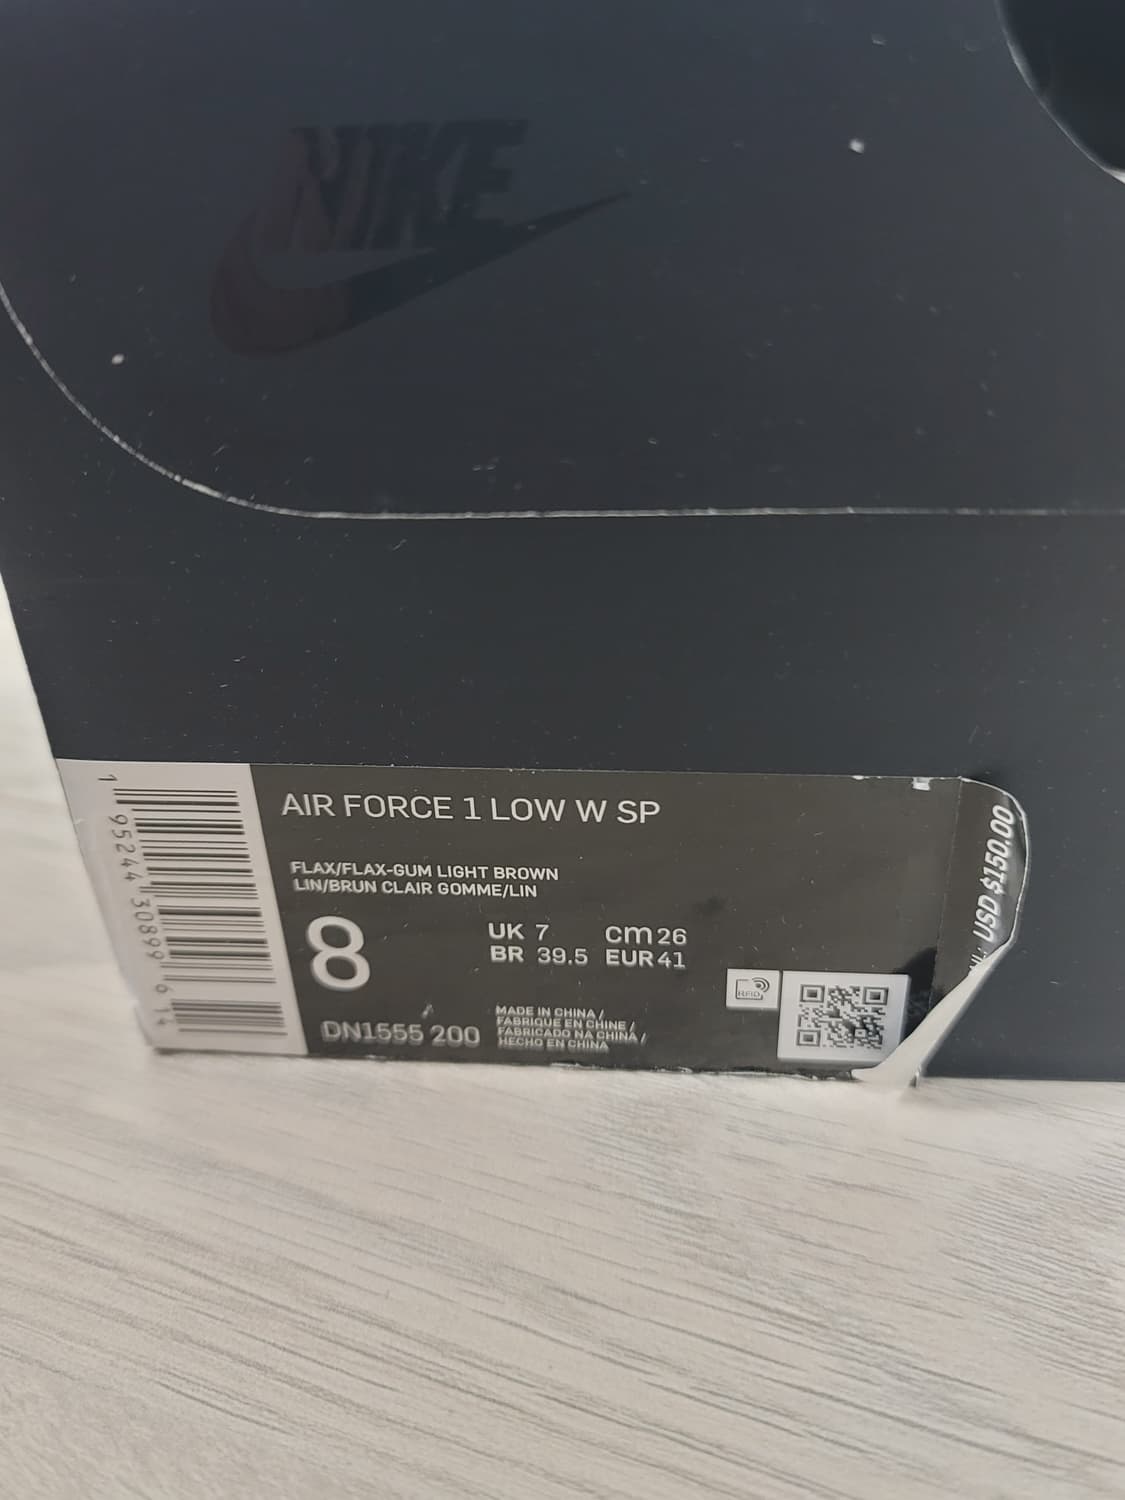 NIKE
AIR FORCE 1 LOW W SP
FLAX/FLAX-GUM LIGHT BROWN
LIN/BRUN CLAIR GOMME/LIN
8
UK 7 cm 26
BR 39.5 EUR 41
DN1555 200
MADE IN CHINA /
FABRIQUE EN CHINE /
FABRICADO NA CHINA /
HECHO EN CHINA
RFID
USD $150.00
1 95244 30899 6 14